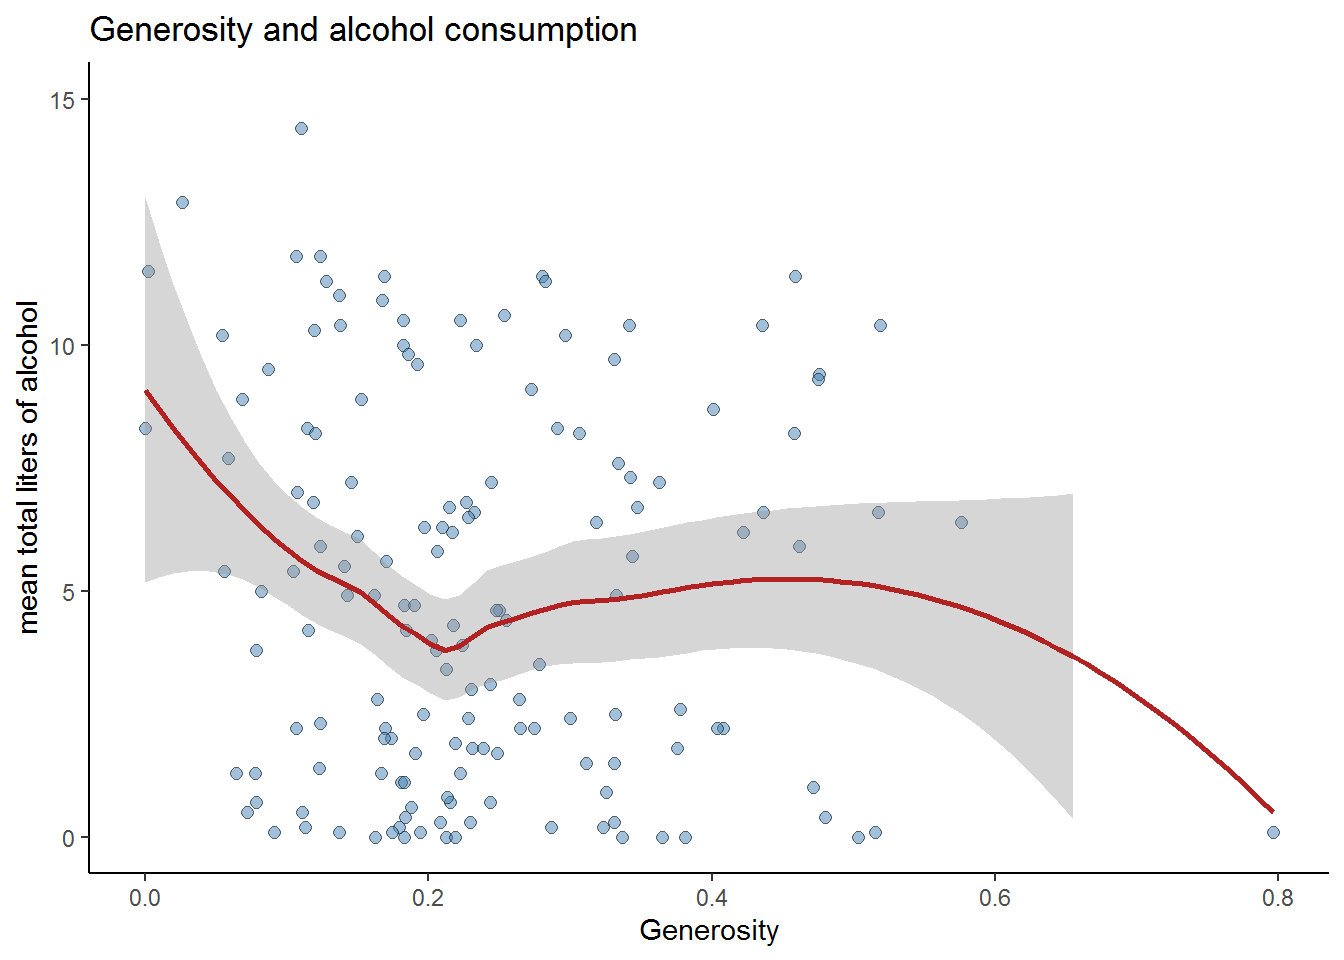 Generosity and alcohol consumption
15
10
5
0
mean total liters of alcohol
0.0 0.2 0.4 0.6 0.8
Generosity